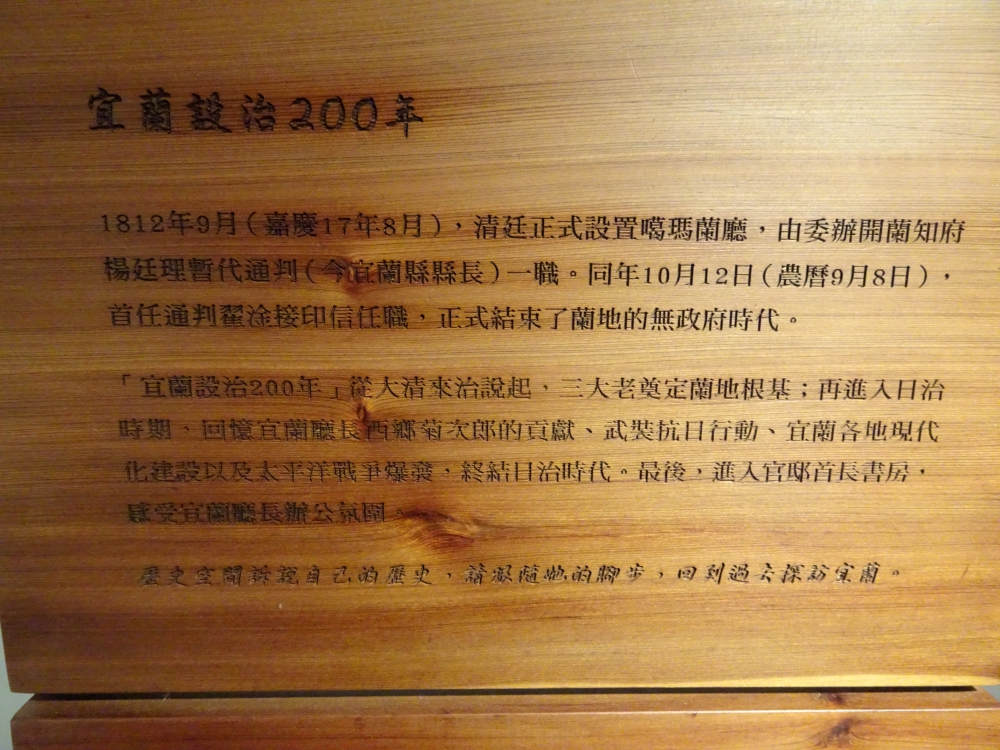 宜蘭設治200年
1812年9月（嘉慶17年8月），清廷正式設置噶瑪蘭廳，由委辦開蘭知府
楊廷理暫代通判（今宜蘭縣縣長）一職。同年10月12日（農曆9月8日），
首任通判翟淦接印信任職，正式結束了蘭地的無政府時代。
「宜蘭設治200年」從大清來治說起，三大老奠定蘭地根基；再進入日治
時期、回憶宜蘭廳長西鄉菊次郎的貢獻、武裝抗日行動、宜蘭各地現代
化建設以及太平洋戰爭爆發，終結日治時代。最後，進入官邸首長書房，
感受宜蘭廳長辦公氛圍。
歷史空間訴說自己的歷史，請跟隨她的腳步，回到過去探訪宜蘭。